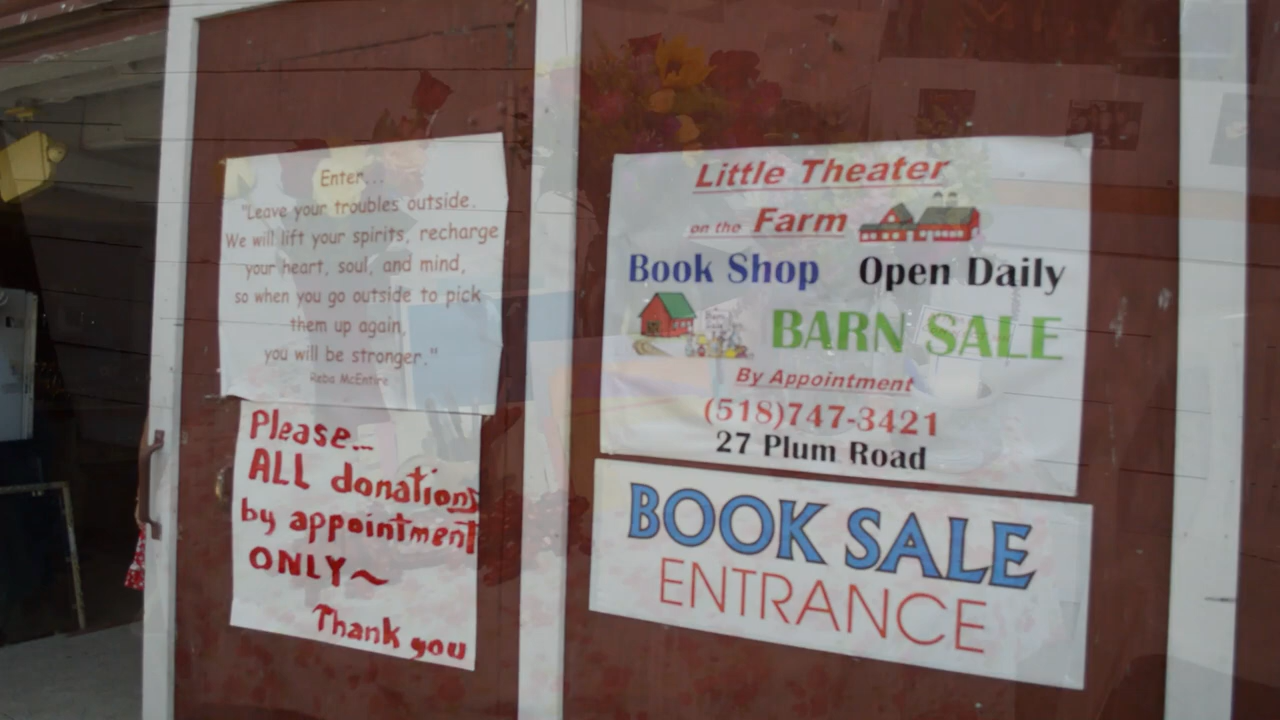 Enter...
"Leave your troubles outside.
We will lift your spirits, recharge
your heart, soul, and mind,
so when you go outside to pick
them up again,
you will be stronger."
Reba McEntire
Please...
ALL donations
by appointment
ONLY~
Thank you
Little Theater
on the Farm
Book Shop Open Daily
BARN SALE
By Appointment
(518)747-3421
27 Plum Road
BOOK SALE
ENTRANCE